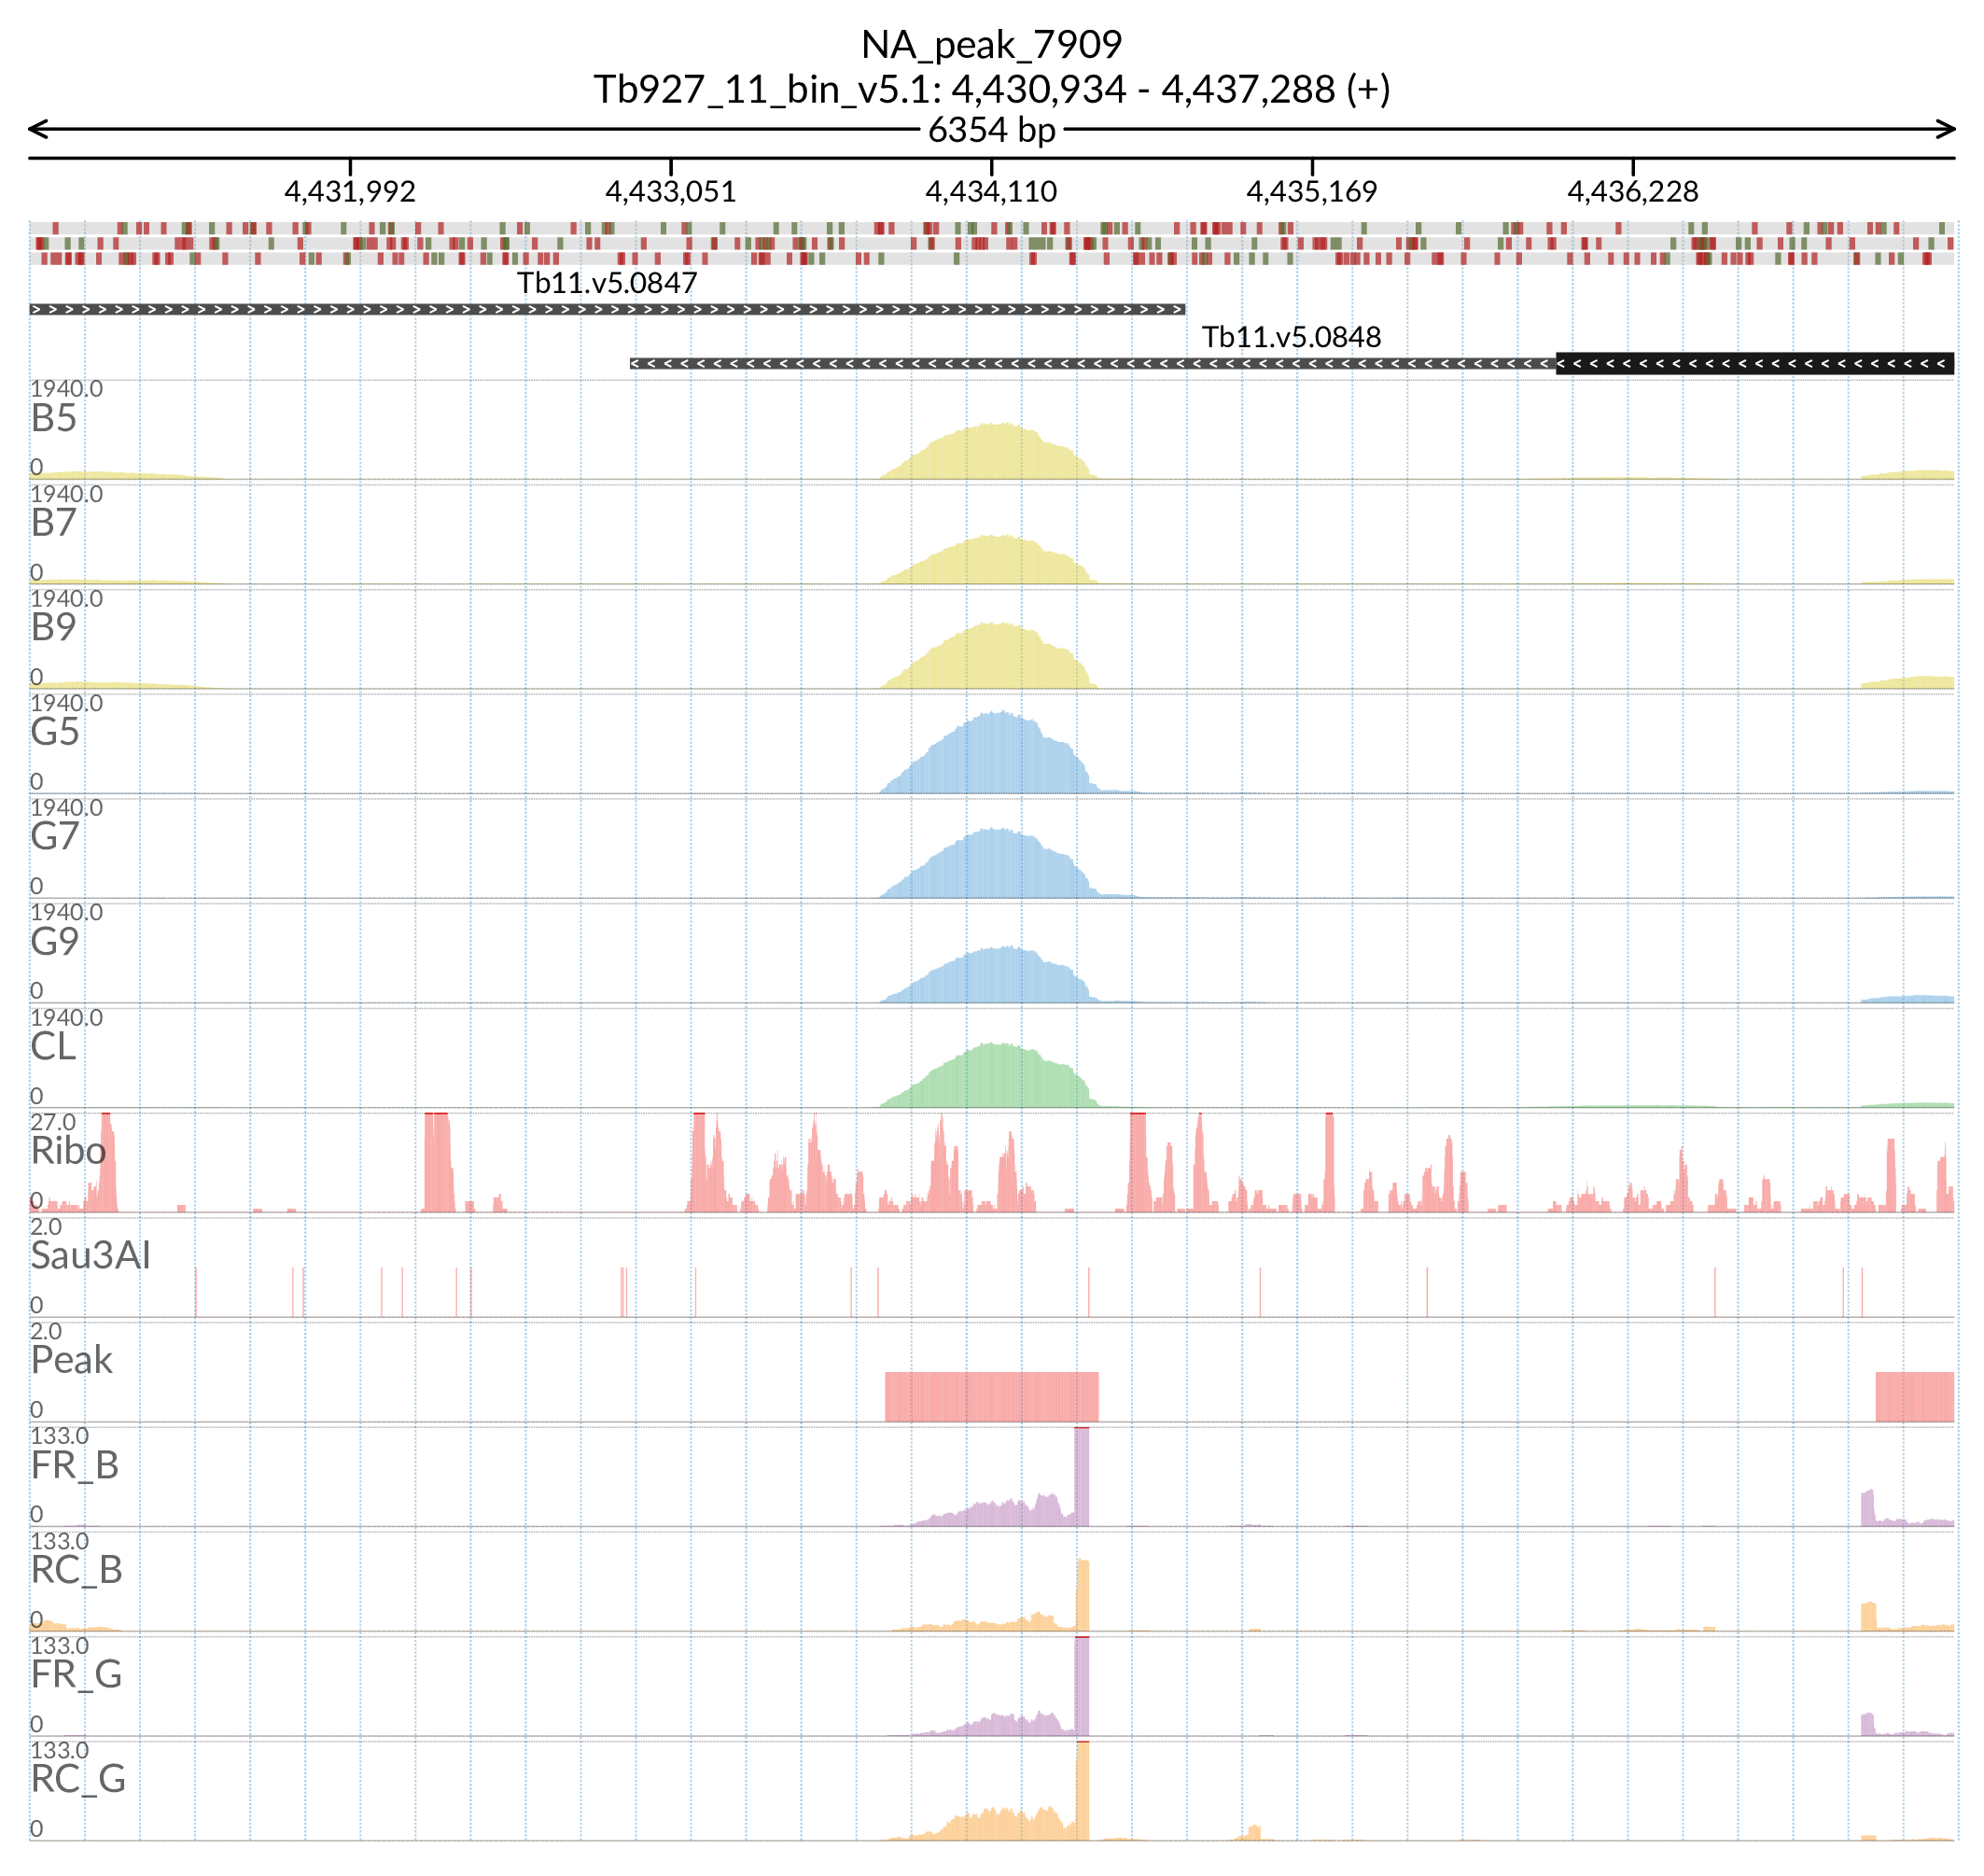 NA_peak_7909
Tb927_11_bin_v5.1: 4,430,934 - 4,437,288 (+)
6354 bp
4,431,992 4,433,051 4,434,110 4,435,169 4,436,228
Tb11.v5.0847
Tb11.v5.0848
1940.0
B5
0
1940.0
B7
0
1940.0
B9
0
1940.0
G5
0
1940.0
G7
0
1940.0
G9
0
1940.0
CL
0
27.0
Ribo
0
2.0
Sau3AI
0
2.0
Peak
0
133.0
FR_B
0
133.0
RC_B
0
133.0
FR_G
0
133.0
RC_G
0